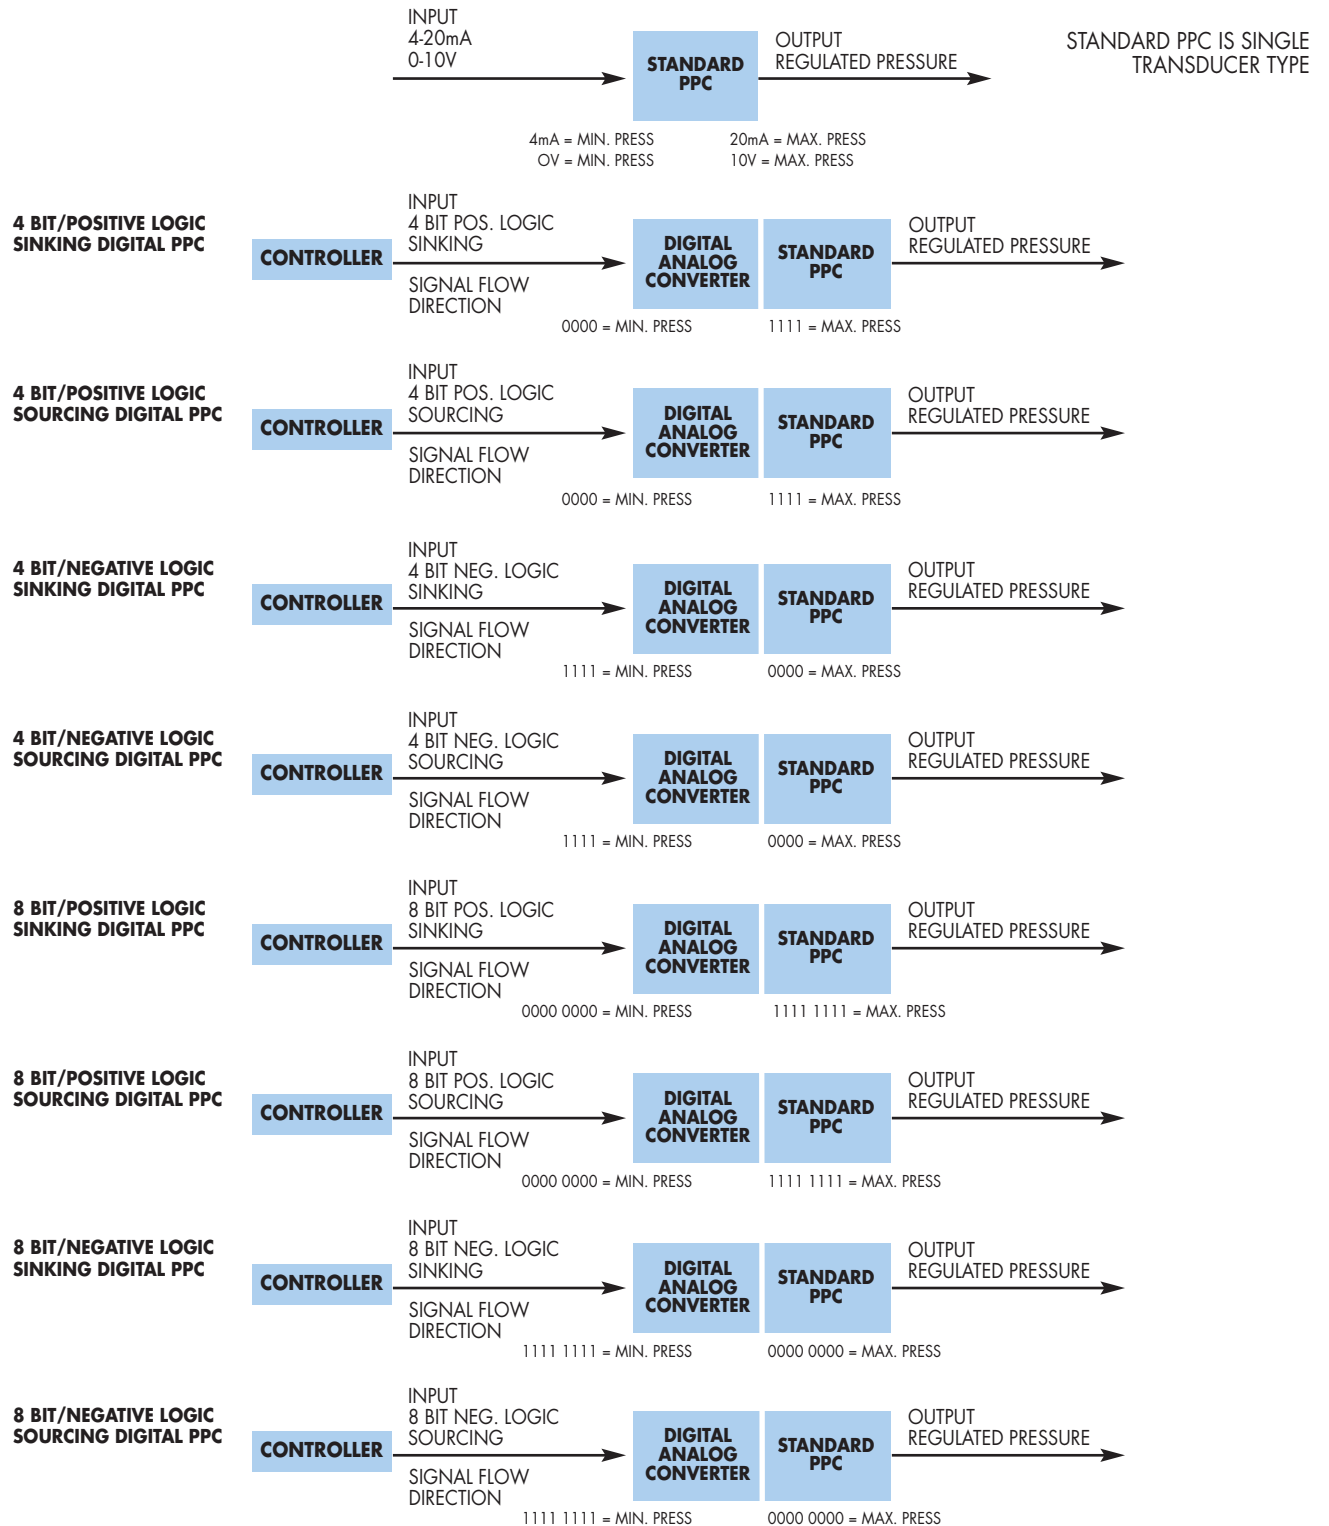 INPUT
4-20mA
0-10V
STANDARD
PPC
OUTPUT
REGULATED PRESSURE
STANDARD PPC IS SINGLE
TRANSDUCER TYPE
4mA = MIN. PRESS
OV = MIN. PRESS
20mA = MAX. PRESS
10V = MAX. PRESS
4 BIT/POSITIVE LOGIC
SINKING DIGITAL PPC
CONTROLLER
INPUT
4 BIT POS. LOGIC
SINKING
SIGNAL FLOW
DIRECTION
DIGITAL
ANALOG
CONVERTER
STANDARD
PPC
OUTPUT
REGULATED PRESSURE
0000 = MIN. PRESS
1111 = MAX. PRESS
4 BIT/POSITIVE LOGIC
SOURCING DIGITAL PPC
CONTROLLER
INPUT
4 BIT POS. LOGIC
SOURCING
SIGNAL FLOW
DIRECTION
DIGITAL
ANALOG
CONVERTER
STANDARD
PPC
OUTPUT
REGULATED PRESSURE
0000 = MIN. PRESS
1111 = MAX. PRESS
4 BIT/NEGATIVE LOGIC
SINKING DIGITAL PPC
CONTROLLER
INPUT
4 BIT NEG. LOGIC
SINKING
SIGNAL FLOW
DIRECTION
DIGITAL
ANALOG
CONVERTER
STANDARD
PPC
OUTPUT
REGULATED PRESSURE
1111 = MIN. PRESS
0000 = MAX. PRESS
4 BIT/NEGATIVE LOGIC
SOURCING DIGITAL PPC
CONTROLLER
INPUT
4 BIT NEG. LOGIC
SOURCING
SIGNAL FLOW
DIRECTION
DIGITAL
ANALOG
CONVERTER
STANDARD
PPC
OUTPUT
REGULATED PRESSURE
1111 = MIN. PRESS
0000 = MAX. PRESS
8 BIT/POSITIVE LOGIC
SINKING DIGITAL PPC
CONTROLLER
INPUT
8 BIT POS. LOGIC
SINKING
SIGNAL FLOW
DIRECTION
DIGITAL
ANALOG
CONVERTER
STANDARD
PPC
OUTPUT
REGULATED PRESSURE
0000 0000 = MIN. PRESS
1111 1111 = MAX. PRESS
8 BIT/POSITIVE LOGIC
SOURCING DIGITAL PPC
CONTROLLER
INPUT
8 BIT POS. LOGIC
SOURCING
SIGNAL FLOW
DIRECTION
DIGITAL
ANALOG
CONVERTER
STANDARD
PPC
OUTPUT
REGULATED PRESSURE
0000 0000 = MIN. PRESS
1111 1111 = MAX. PRESS
8 BIT/NEGATIVE LOGIC
SINKING DIGITAL PPC
CONTROLLER
INPUT
8 BIT NEG. LOGIC
SINKING
SIGNAL FLOW
DIRECTION
DIGITAL
ANALOG
CONVERTER
STANDARD
PPC
OUTPUT
REGULATED PRESSURE
1111 1111 = MIN. PRESS
0000 0000 = MAX. PRESS
8 BIT/NEGATIVE LOGIC
SOURCING DIGITAL PPC
CONTROLLER
INPUT
8 BIT NEG. LOGIC
SOURCING
SIGNAL FLOW
DIRECTION
DIGITAL
ANALOG
CONVERTER
STANDARD
PPC
OUTPUT
REGULATED PRESSURE
1111 1111 = MIN. PRESS
0000 0000 = MAX. PRESS